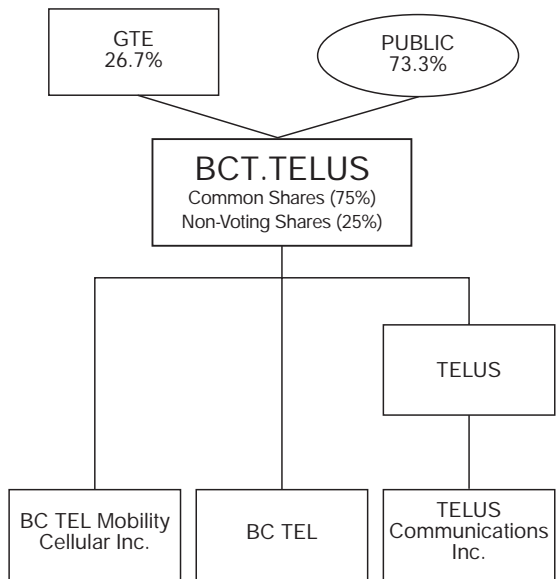 GTE
26.7%
PUBLIC
73.3%
BCT.TELUS
Common Shares (75%)
Non-Voting Shares (25%)
TELUS
BC TEL Mobility
Cellular Inc.
BC TEL
TELUS
Communications
Inc.